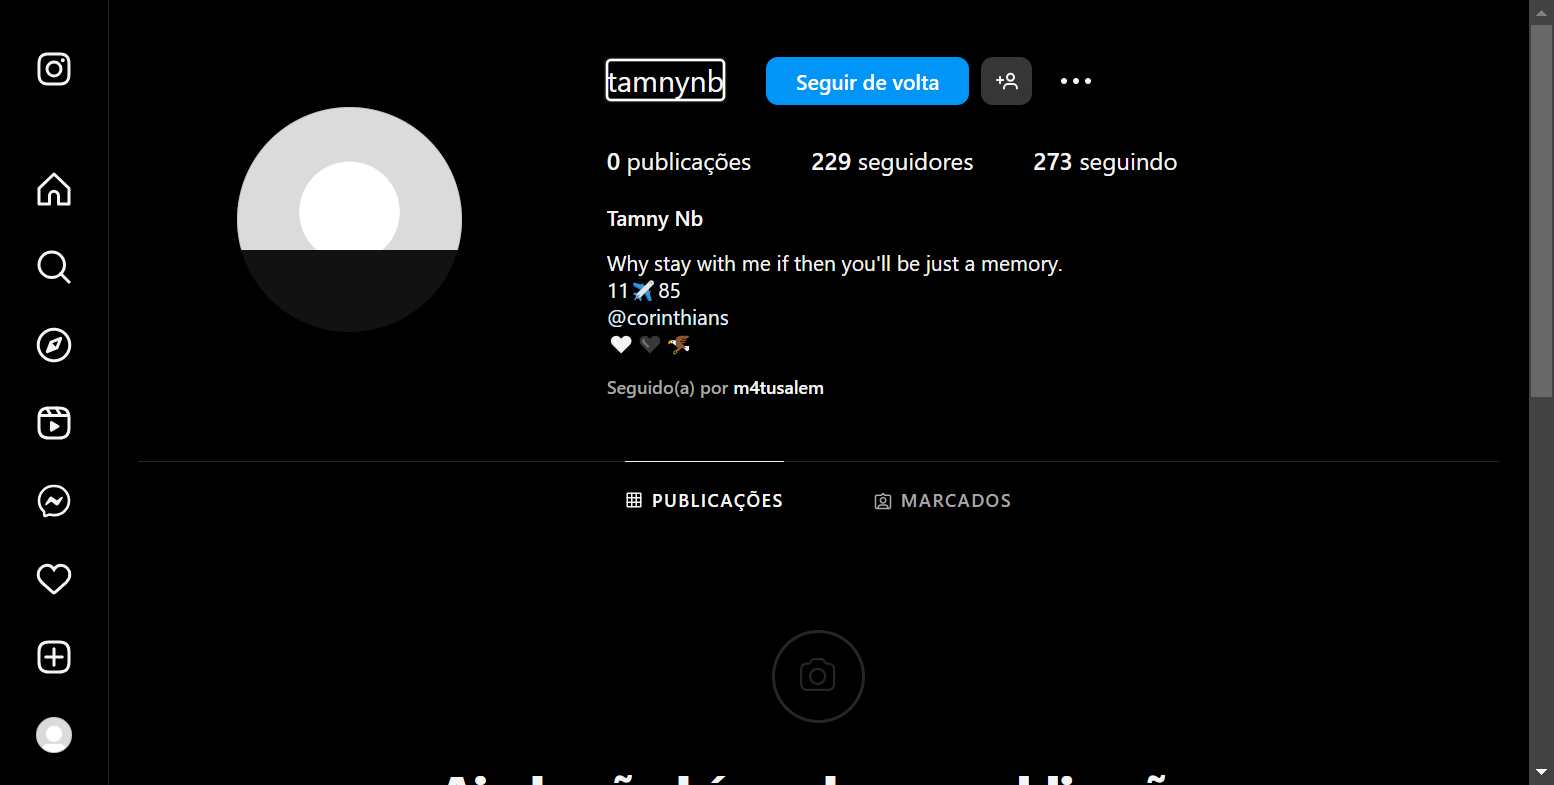 tamnynb
Seguir de volta
0 publicações 229 seguidores 273 seguindo
Tamny Nb
Why stay with me if then you'll be just a memory.
11✈️85
@corinthians
🤍🖤🦅
Seguido(a) por m4tusalem
PUBLICAÇÕES MARCADOS